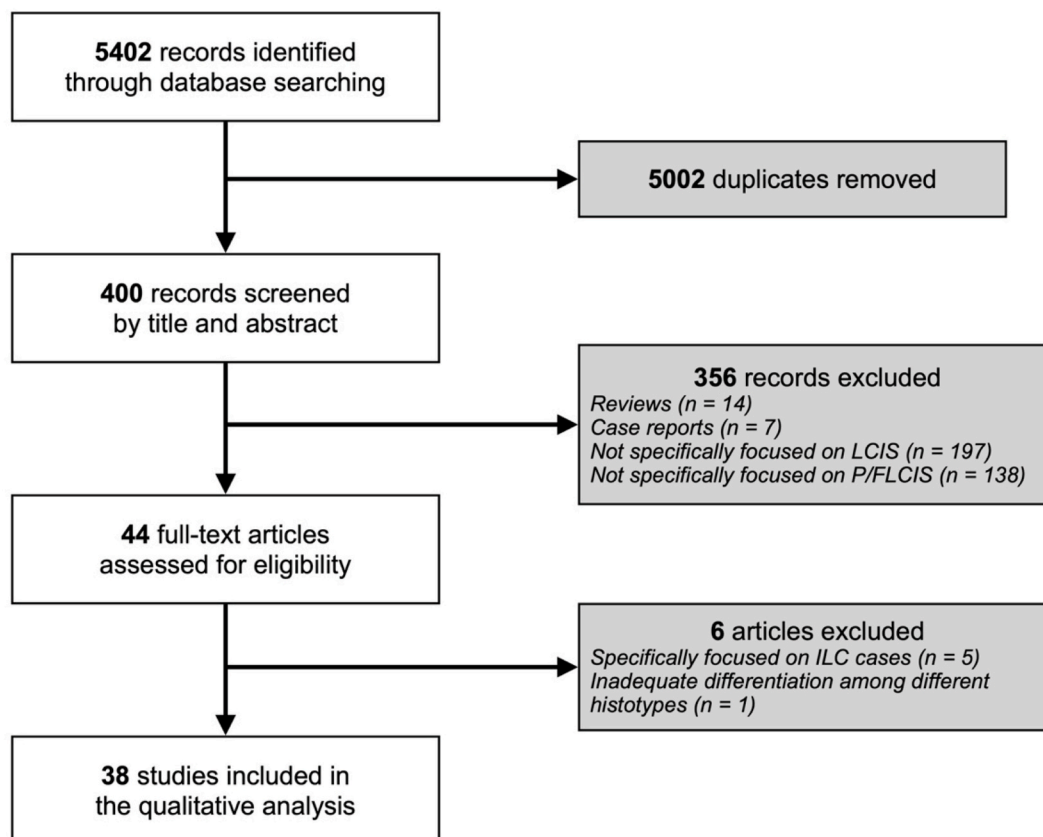 5402 records identified
through database searching
5002 duplicates removed
400 records screened
by title and abstract
356 records excluded
Reviews (n = 14)
Case reports (n = 7)
Not specifically focused on LCIS (n = 197)
Not specifically focused on P/FLCIS (n = 138)
44 full-text articles
assessed for eligibility
6 articles excluded
Specifically focused on ILC cases (n = 5)
Inadequate differentiation among different
histotypes (n = 1)
38 studies included in
the qualitative analysis